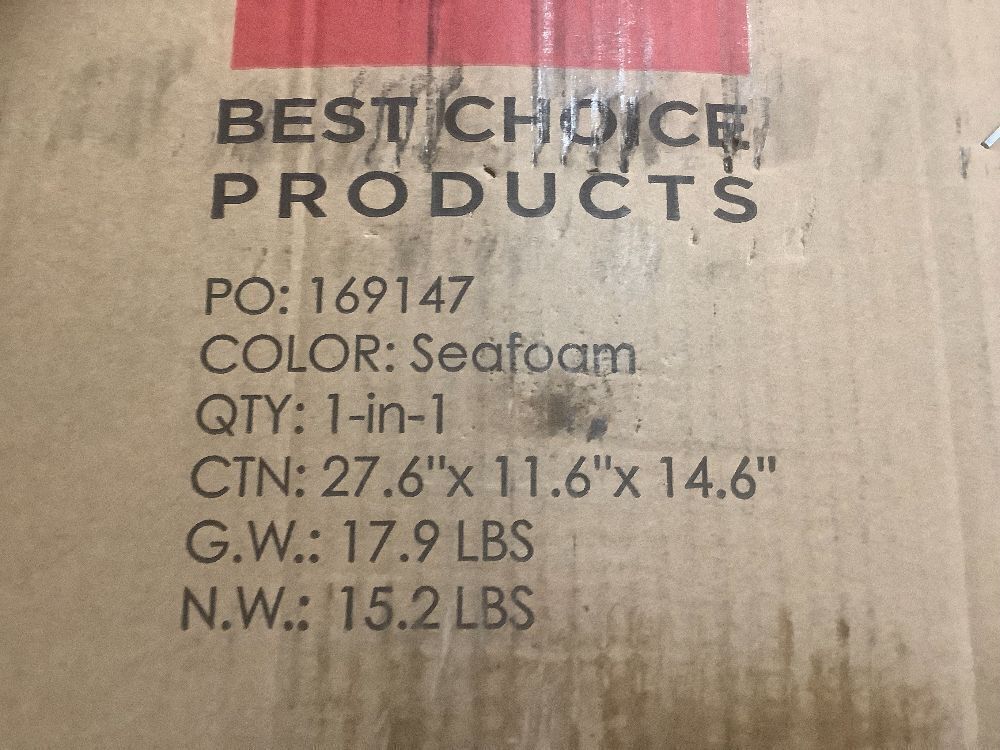 BEST CHOICE
PRODUCTS
PO: 169147
COLOR: Seafoam
QTY: 1-in-1
CTN: 27.6"x 11.6"x 14.6"
G.W.: 17.9 LBS
N.W.: 15.2 LBS